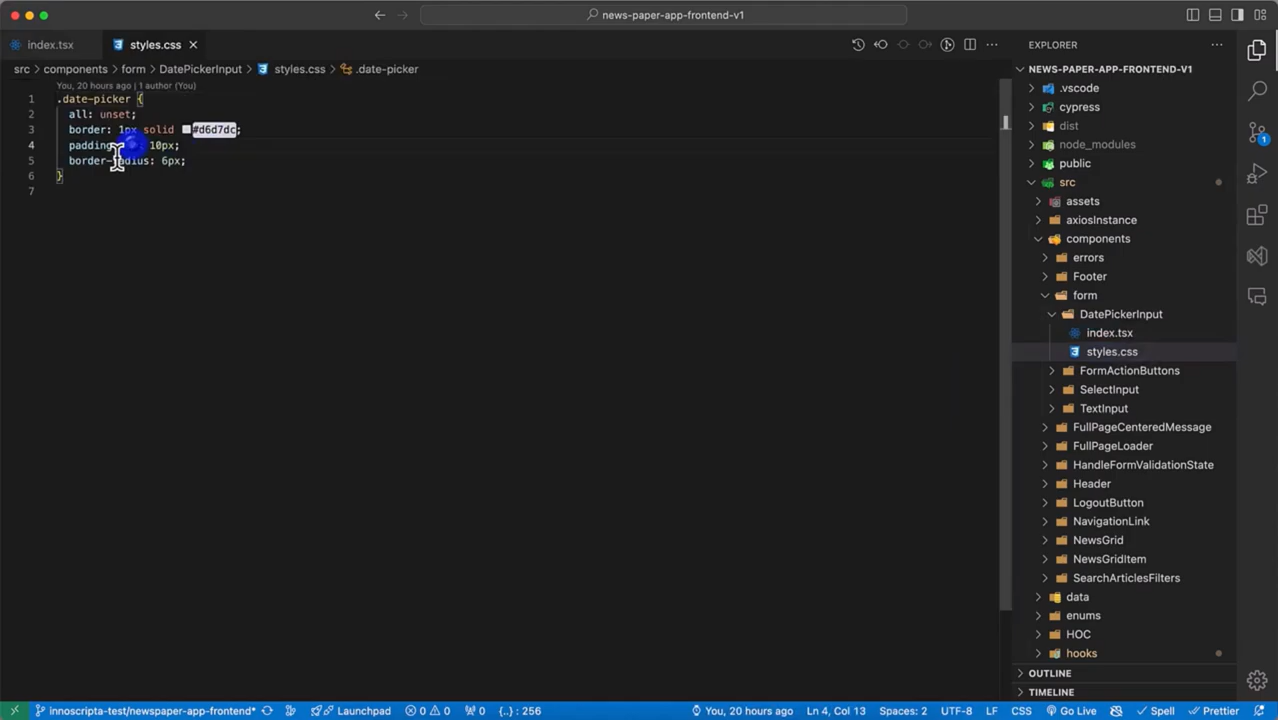 news-paper-app-frontend-v1
index.tsx
styles.css
EXPLORER
src > components > form > DatePickerInput > styles.css > .date-picker
NEWS-PAPER-APP-FRONTEND-V1
You, 20 hours ago | 1 author (You)
1 .date-picker {
2 all: unset;
3 border: 1px solid #d6d7dc;
4 padding 10px;
5 border-radius: 6px;
6 }
7
.vscode
cypress
dist
node_modules
public
src
assets
axiosInstance
components
errors
Footer
form
DatePickerInput
index.tsx
styles.css
FormActionButtons
SelectInput
TextInput
FullPageCenteredMessage
FullPageLoader
HandleFormValidationState
Header
LogoutButton
NavigationLink
NewsGrid
NewsGridItem
SearchArticlesFilters
data
enums
HOC
hooks
OUTLINE
TIMELINE
1
innoscripta-test/newspaper-app-frontend* Launchpad 0 0 0 {..} : 256 You, 20 hours ago Ln 4, Col 13 Spaces: 2 UTF-8 LF CSS Go Live Spell Prettier